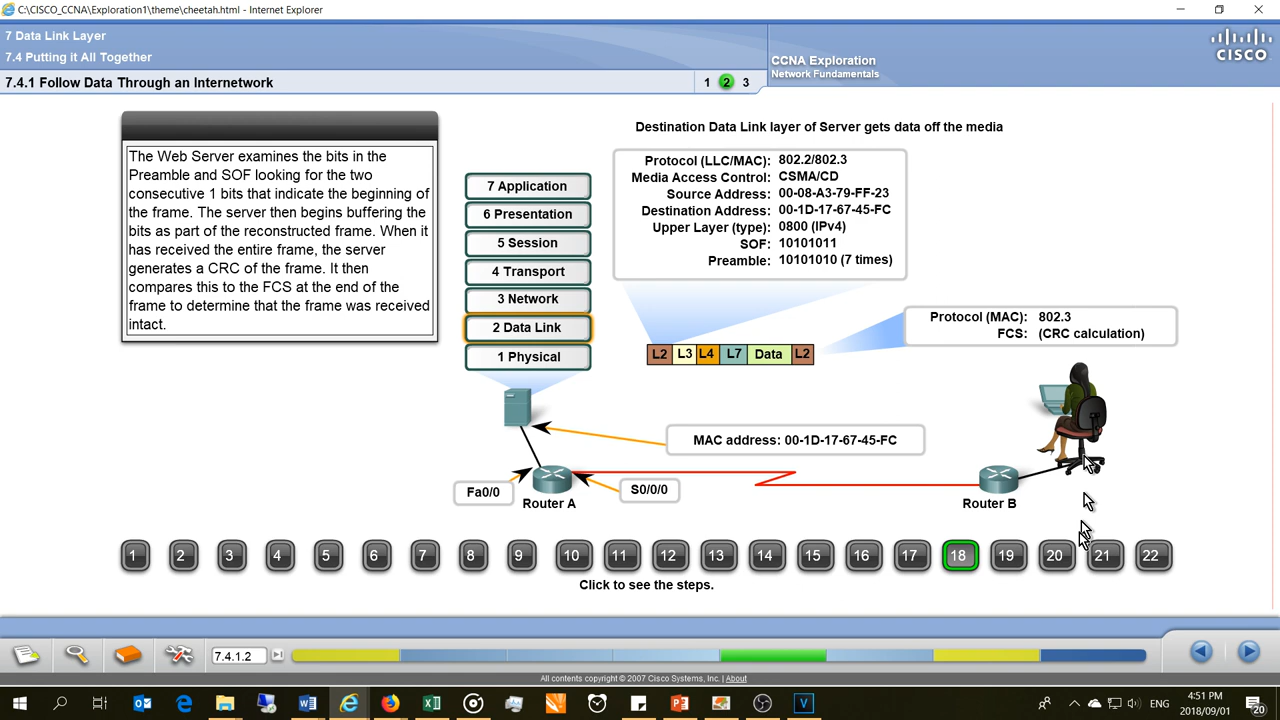 C:\CISCO_CCNA\Exploration1\theme\cheetah.html - Internet Explorer
7 Data Link Layer
7.4 Putting it All Together
7.4.1 Follow Data Through an Internetwork
1 2 3
CCNA Exploration
Network Fundamentals
CISCO
The Web Server examines the bits in the
Preamble and SOF looking for the two
consecutive 1 bits that indicate the beginning of
the frame. The server then begins buffering the
bits as part of the reconstructed frame. When it
has received the entire frame, the server
generates a CRC of the frame. It then
compares this to the FCS at the end of the
frame to determine that the frame was received
intact.
7 Application
6 Presentation
5 Session
4 Transport
3 Network
2 Data Link
1 Physical
Destination Data Link layer of Server gets data off the media
Protocol (LLC/MAC): 802.2/802.3
Media Access Control: CSMA/CD
Source Address: 00-08-A3-79-FF-23
Destination Address: 00-1D-17-67-45-FC
Upper Layer (type): 0800 (IPv4)
SOF: 10101011
Preamble: 10101010 (7 times)
Protocol (MAC): 802.3
FCS: (CRC calculation)
L2 L3 L4 L7 Data L2
MAC address: 00-1D-17-67-45-FC
Fa0/0
Router A
S0/0/0
Router B
1 2 3 4 5 6 7 8 9 10 11 12 13 14 15 16 17 18 19 20 21 22
Click to see the steps.
7.4.1.2
All contents copyright © 2007 Cisco Systems, Inc. | About
4:51 PM
ENG
2018/09/01
20